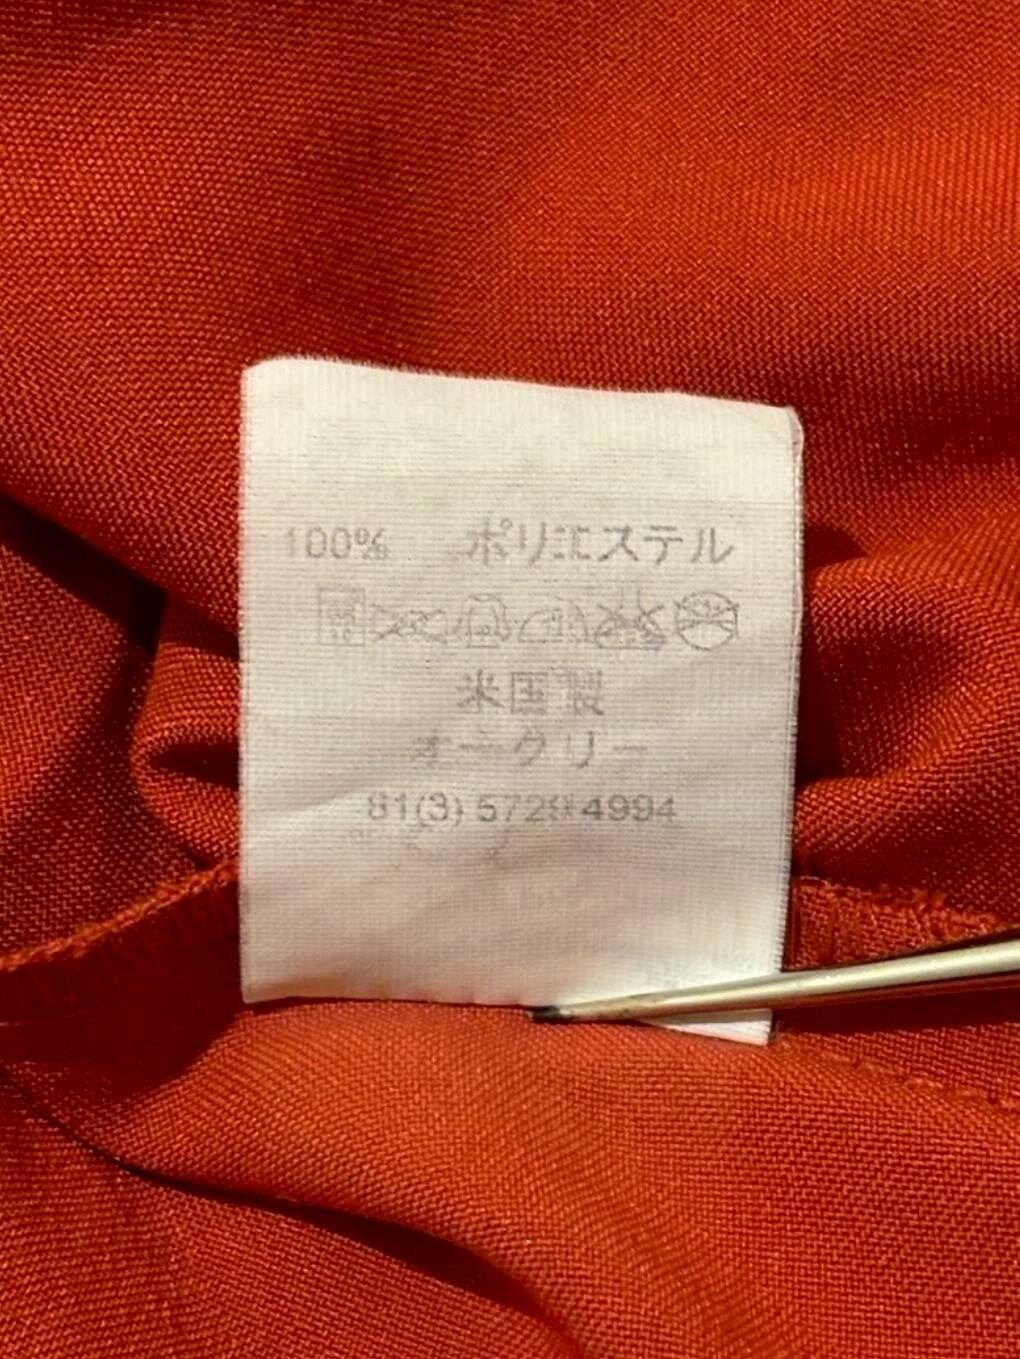 100% ポリエステル
米国製
オークリー
81(3) 5729 4994